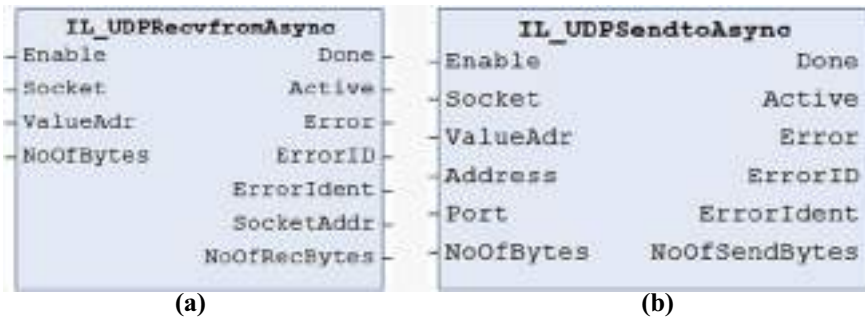 IL_UDPRecvfromAsync
Enable Done
Socket Active
ValueAdr Error
NoOfBytes ErrorID
ErrorIdent
SocketAddr
NoOfRecBytes
(a)
IL_UDPSendtoAsync
Enable Done
Socket Active
ValueAdr Error
Address ErrorID
Port ErrorIdent
NoOfBytes NoOfSendBytes
(b)